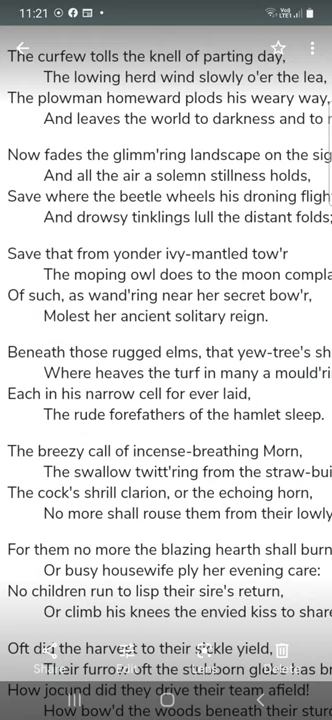 11:21
The curfew tolls the knell of parting day,
The lowing herd wind slowly o'er the lea,
The plowman homeward plods his weary way,
And leaves the world to darkness and to
Now fades the glimm'ring landscape on the sig
And all the air a solemn stillness holds,
Save where the beetle wheels his droning fligh
And drowsy tinklings lull the distant folds;
Save that from yonder ivy-mantled tow'r
The moping owl does to the moon compla
Of such, as wand'ring near her secret bow'r,
Molest her ancient solitary reign.
Beneath those rugged elms, that yew-tree's sh
Where heaves the turf in many a mould'ri
Each in his narrow cell for ever laid,
The rude forefathers of the hamlet sleep.
The breezy call of incense-breathing Morn,
The swallow twitt'ring from the straw-bui
The cock's shrill clarion, or the echoing horn,
No more shall rouse them from their lowly
For them no more the blazing hearth shall burn
Or busy housewife ply her evening care:
No children run to lisp their sire's return,
Or climb his knees the envied kiss to share
Oft did the harvest to their sickle yield,
Share Edit Delete
Their furrow oft the stubborn glebe has br
How jocund did they drive their team afield!
How bow'd the woods beneath their sturd